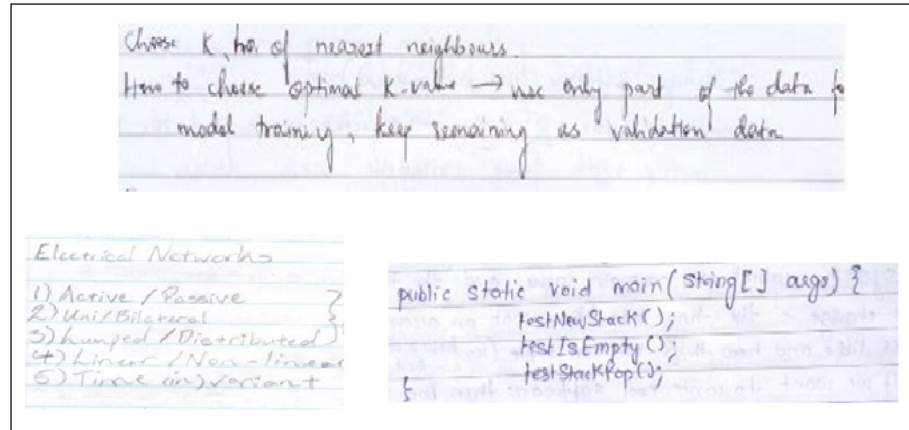 Choose K, no. of nearest neighbours.
How to choose optimal K-value → use only part of the data fo
model training, keep remaining as validation data
Electrical Networks
1) Active / Passive }
2) Uni/Bilateral
3) Lumped / Distributed }
4) Linear / Non-linear
5) Time (in)variant
public static void main(String[] args) {
testNewStack();
testIsEmpty();
testStackPop();
}